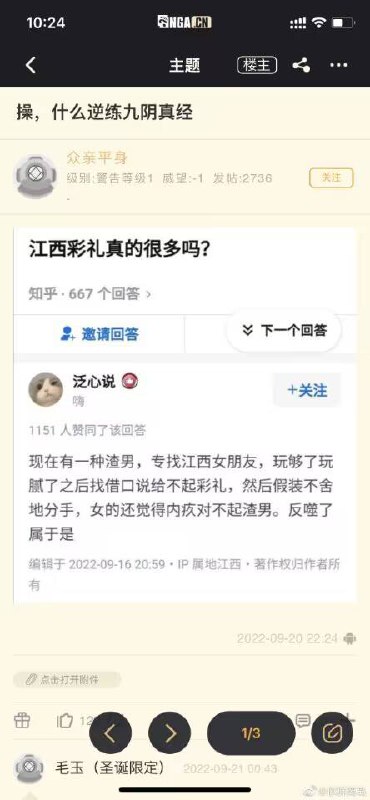 10:24
NGA.CN
主题
楼主
操，什么逆练九阴真经
众亲平身
级别:警告等级1 威望:-1 发帖:2736
关注
江西彩礼真的很多吗?
知乎 · 667 个回答 >
邀请回答
下一个回答
泛心说
嗨
+关注
1151 人赞同了该回答
现在有一种渣男，专找江西女朋友，玩够了玩
腻了之后找借口说给不起彩礼，然后假装不舍
地分手，女的还觉得内疚对不起渣男。反噬了
属于是
编辑于 2022-09-16 20:59 · IP 属地江西 · 著作权归作者所
有
2022-09-20 22:24
点击打开附件
1/3
毛玉（圣诞限定）
2022-09-21 00:43